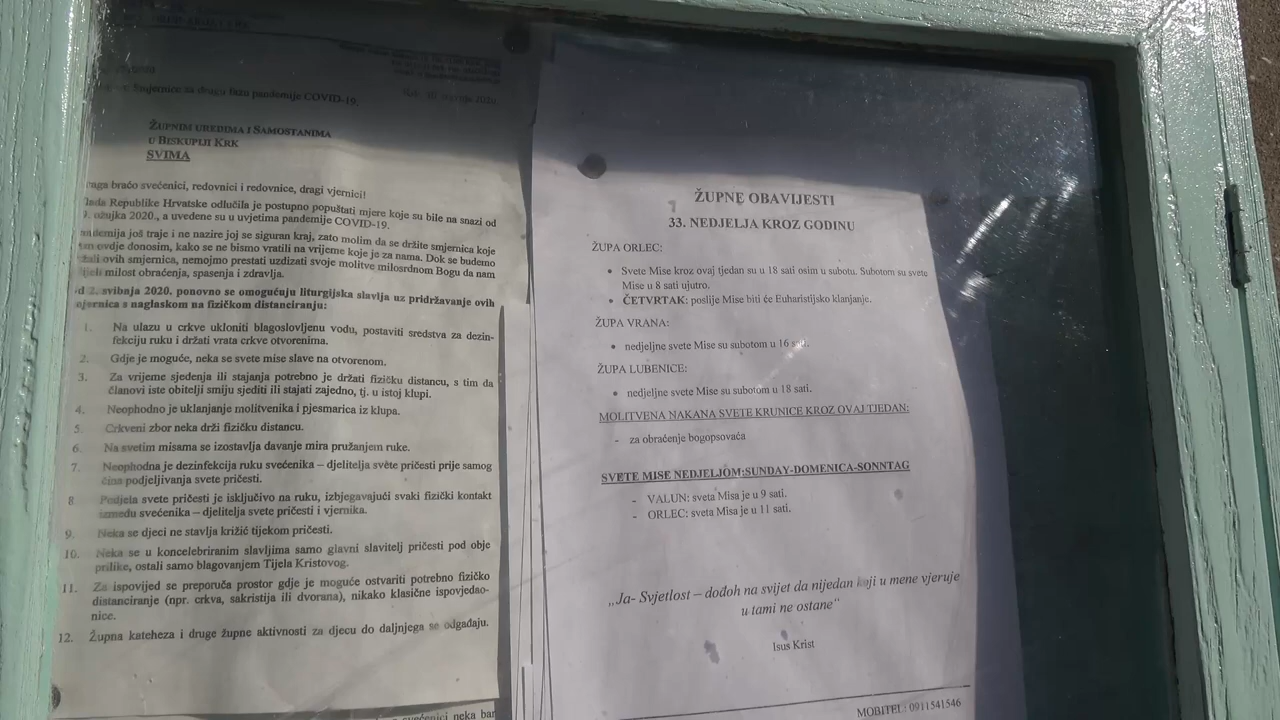 Smjernice za drugu fazu pandemije COVID-19
2020
ŽUPNIM UREDIMA I SAMOSTANIMA
U BISKUPIJI KRK
SVIMA
braćo svećenici, redovnici i redovnice, dragi vjernici!
Republike Hrvatske odlučila je postupno popuštati mjere koje su bile na snazi od
ožujka 2020., a uvedene su u uvjetima pandemije COVID-19.
još traje i ne nazire joj se siguran kraj, zato molim da se držite smjernica koje
ovdje donosim, kako se ne bismo vratili na vrijeme koje je za nama. Dok se budemo
ovih smjernica, nemojmo prestati uzdizati svoje molitve milosrdnom Bogu da nam
milost obraćenja, spasenja i zdravlja.
2. svibnja 2020. ponovno se omogućuju liturgijska slavlja uz pridržavanje ovih
s naglaskom na fizičkom distanciranju:
1. Na ulazu u crkve ukloniti blagoslovljenu vodu, postaviti sredstva za dezin-
fekciju ruku i držati vrata crkve otvorenima.
2. Gdje je moguće, neka se svete mise slave na otvorenom.
3. Za vrijeme sjedenja ili stajanja potrebno je držati fizičku distancu, s tim da
članovi iste obitelji smiju sjediti ili stajati zajedno, tj. u istoj klupi.
4. Neophodno je uklanjanje molitvenika i pjesmarica iz klupa.
5. Crkveni zbor neka drži fizičku distancu.
6. Na svetim misama se izostavlja davanje mira pružanjem ruke.
7. Neophodna je dezinfekcija ruku svećenika – djelitelja svete pričesti prije samog
čina podjeljivanja svete pričesti.
8 Podjela svete pričesti je isključivo na ruku, izbjegavajući svaki fizički kontakt
između svećenika – djelitelja svete pričesti i vjernika.
9. Neka se djeci ne stavlja križić tijekom pričesti.
10. Neka se u koncelebriranim slavljima samo glavni slavitelj pričesti pod obje
prilike, ostali samo blagovanjem Tijela Kristovog.
11. Za ispovijed se preporuča prostor gdje je moguće ostvariti potrebno fizičko
distanciranje (npr. crkva, sakristija ili dvorana), nikako klasične ispovjedao-
nice.
12. Župna kateheza i druge župne aktivnosti za djecu do daljnjega se odgađaju.
svećenici neka bar
ŽUPNE OBAVIJESTI
33. NEDJELJA KROZ GODINU
ŽUPA ORLEC:
• Svete Mise kroz ovaj tjedan su u 18 sati osim u subotu. Subotom su svete
Mise u 8 sati ujutro.
• ČETVRTAK: poslije Mise biti će Euharistijsko klanjanje.
ŽUPA VRANA:
• nedjeljne svete Mise su subotom u 16 sati.
ŽUPA LUBENICE:
• nedjeljne svete Mise su subotom u 18 sati.
MOLITVENA NAKANA SVETE KRUNICE KROZ OVAJ TJEDAN:
- za obraćenje bogopsovača
SVETE MISE NEDJELJOM:SUNDAY-DOMENICA-SONNTAG
- VALUN: sveta Misa je u 9 sati.
- ORLEC: sveta Misa je u 11 sati.
„Ja- Svjetlost – dođoh na svijet da nijedan koji u mene vjeruje
u tami ne ostane“
Isus Krist
MOBITEL: 0911541546